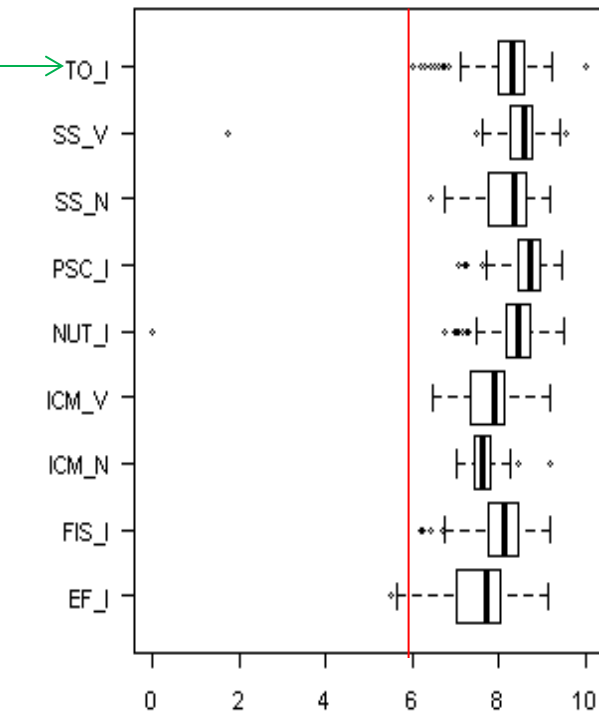 TO_I
SS_V
SS_N
PSC_I
NUT_I
ICM_V
ICM_N
FIS_I
EF_I
0 2 4 6 8 10